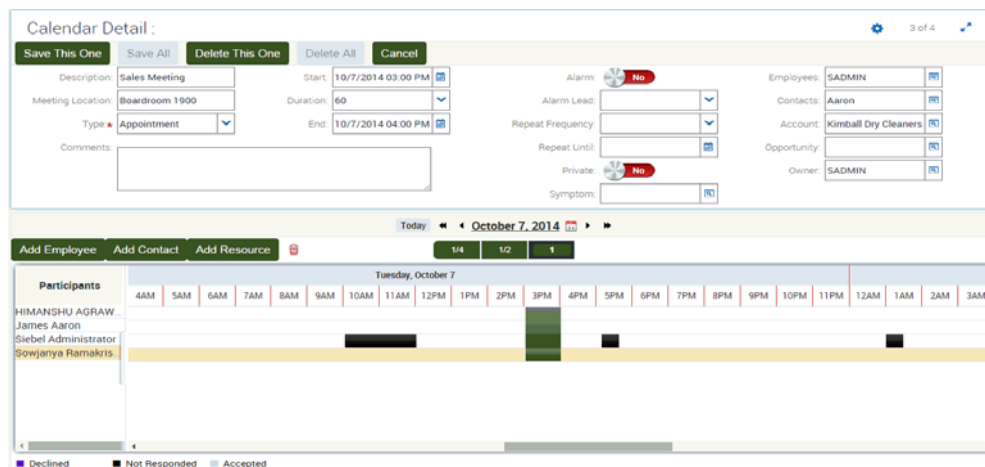 Calendar Detail :
3 of 4
Save This One Save All Delete This One Delete All Cancel
Description: Sales Meeting Start: 10/7/2014 03:00 PM Alarm: No Employees: SADMIN
Meeting Location: Boardroom 1900 Duration: 60 Alarm Lead: Contacts: Aaron
Type: Appointment End: 10/7/2014 04:00 PM Repeat Frequency: Account: Kimball Dry Cleaners
Comments: Repeat Until: Opportunity:
Private: No Owner: SADMIN
Symptom:
Today October 7, 2014
Add Employee Add Contact Add Resource 1/4 1/2 1
Participants Tuesday, October 7
4AM 5AM 6AM 7AM 8AM 9AM 10AM 11AM 12PM 1PM 2PM 3PM 4PM 5PM 6PM 7PM 8PM 9PM 10PM 11PM 12AM 1AM 2AM 3AM
HIMANSHU AGRAW...
James Aaron
Siebel Administrator
Sowjanya Ramakris...
Declined Not Responded Accepted